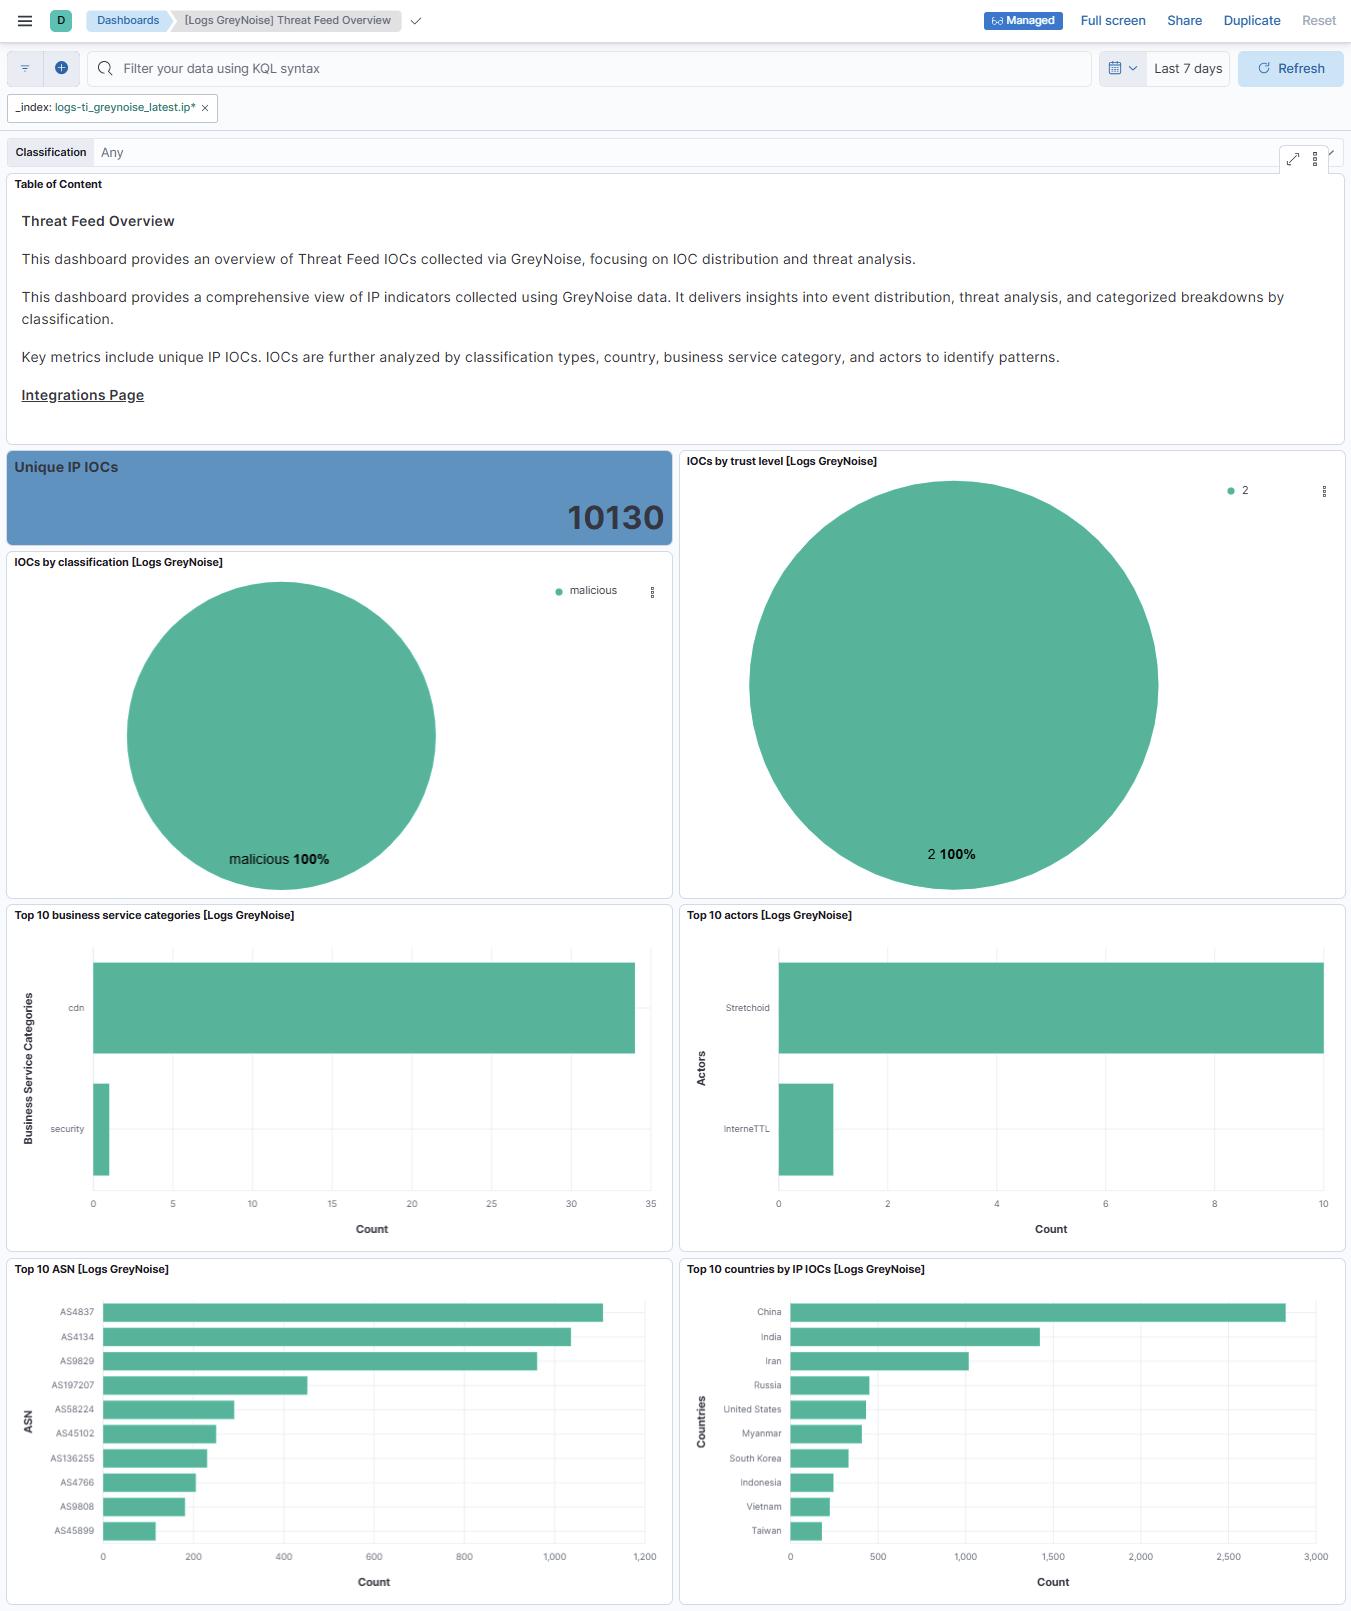 D Dashboards [Logs GreyNoise] Threat Feed Overview Managed Full screen Share Duplicate Reset
Filter your data using KQL syntax Last 7 days Refresh
_index: logs-ti_greynoise_latest.ip* ×
Classification Any
Table of Content
Threat Feed Overview
This dashboard provides an overview of Threat Feed IOCs collected via GreyNoise, focusing on IOC distribution and threat analysis.
This dashboard provides a comprehensive view of IP indicators collected using GreyNoise data. It delivers insights into event distribution, threat analysis, and categorized breakdowns by
classification.
Key metrics include unique IP IOCs. IOCs are further analyzed by classification types, country, business service category, and actors to identify patterns.
Integrations Page
Unique IP IOCs
10130
IOCs by trust level [Logs GreyNoise]
2
2 100%
IOCs by classification [Logs GreyNoise]
malicious
malicious 100%
Top 10 business service categories [Logs GreyNoise]
Business Service Categories
cdn
security
0 5 10 15 20 25 30 35
Count
Top 10 actors [Logs GreyNoise]
Actors
Stretchoid
InterneTTL
0 2 4 6 8 10
Count
Top 10 ASN [Logs GreyNoise]
ASN
AS4837
AS4134
AS9829
AS197207
AS58224
AS45102
AS136255
AS4766
AS9808
AS45899
0 200 400 600 800 1,000 1,200
Count
Top 10 countries by IP IOCs [Logs GreyNoise]
Countries
China
India
Iran
Russia
United States
Myanmar
South Korea
Indonesia
Vietnam
Taiwan
0 500 1,000 1,500 2,000 2,500 3,000
Count